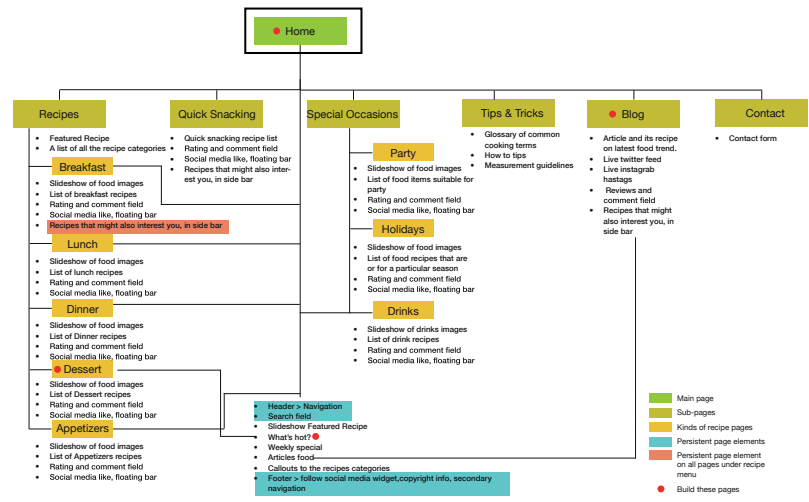 Home
Recipes
• Featured Recipe
• A list of all the recipe categories
Breakfast
• Slideshow of food images
• List of breakfast recipes
• Rating and comment field
• Social media like, floating bar
• Recipes that might also interest you, in side bar
Lunch
• Slideshow of food images
• List of lunch recipes
• Rating and comment field
• Social media like, floating bar
Dinner
• Slideshow of food images
• List of Dinner recipes
• Rating and comment field
• Social media like, floating bar
Dessert
• Slideshow of food images
• List of Dessert recipes
• Rating and comment field
• Social media like, floating bar
Appetizers
• Slideshow of food images
• List of Appetizers recipes
• Rating and comment field
• Social media like, floating bar
Quick Snacking
• Quick snacking recipe list
• Rating and comment field
• Social media like, floating bar
• Recipes that might also inter-
est you, in side bar
Special Occasions
Party
• Slideshow of food images
• List of food items suitable for
party
• Rating and comment field
• Social media like, floating bar
Holidays
• Slideshow of food images
• List of food recipes that are
or for a particular season
• Rating and comment field
• Social media like, floating bar
Drinks
• Slideshow of drinks images
• List of drink recipes
• Rating and comment field
• Social media like, floating bar
Tips & Tricks
• Glossary of common
cooking terms
• How to tips
• Measurement guidelines
Blog
• Article and its recipe
on latest food trend.
• Live twitter feed
• Live instagrab
hastags
• Reviews and
comment field
• Recipes that might
also interest you, in
side bar
Contact
• Contact form
• Header > Navigation
• Search field
• Slideshow Featured Recipe
• What's hot?
• Weekly special
• Articles food
• Callouts to the recipes categories
• Footer > follow social media widget,copyright info, secondary
navigation
Main page
Sub-pages
Kinds of recipe pages
Persistent page elements
Persistent page element
on all pages under recipe
menu
Build these pages